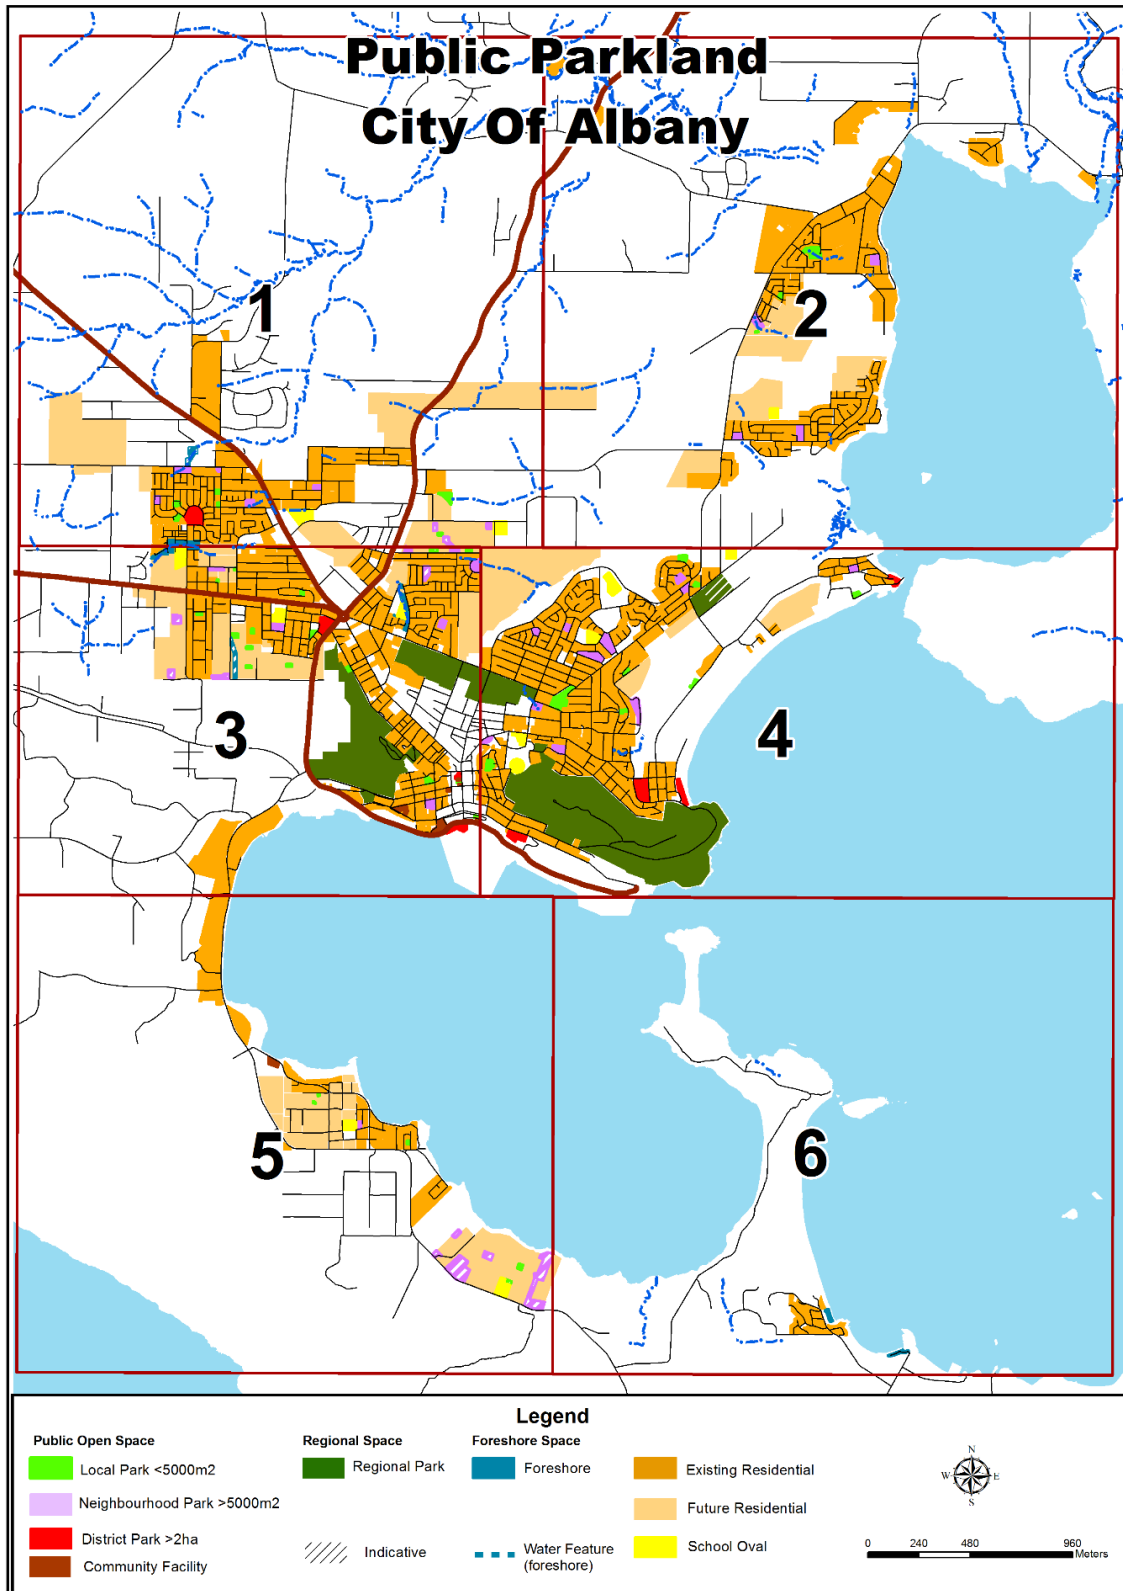 Public Parkland
City Of Albany
1
2
3
4
5
6
Legend
Public Open Space
Local Park <5000m2
Neighbourhood Park >5000m2
District Park >2ha
Community Facility
Regional Space
Regional Park
Indicative
Foreshore Space
Foreshore
Water Feature
(foreshore)
Existing Residential
Future Residential
School Oval
N
W E
S
0 240 480 960
Meters